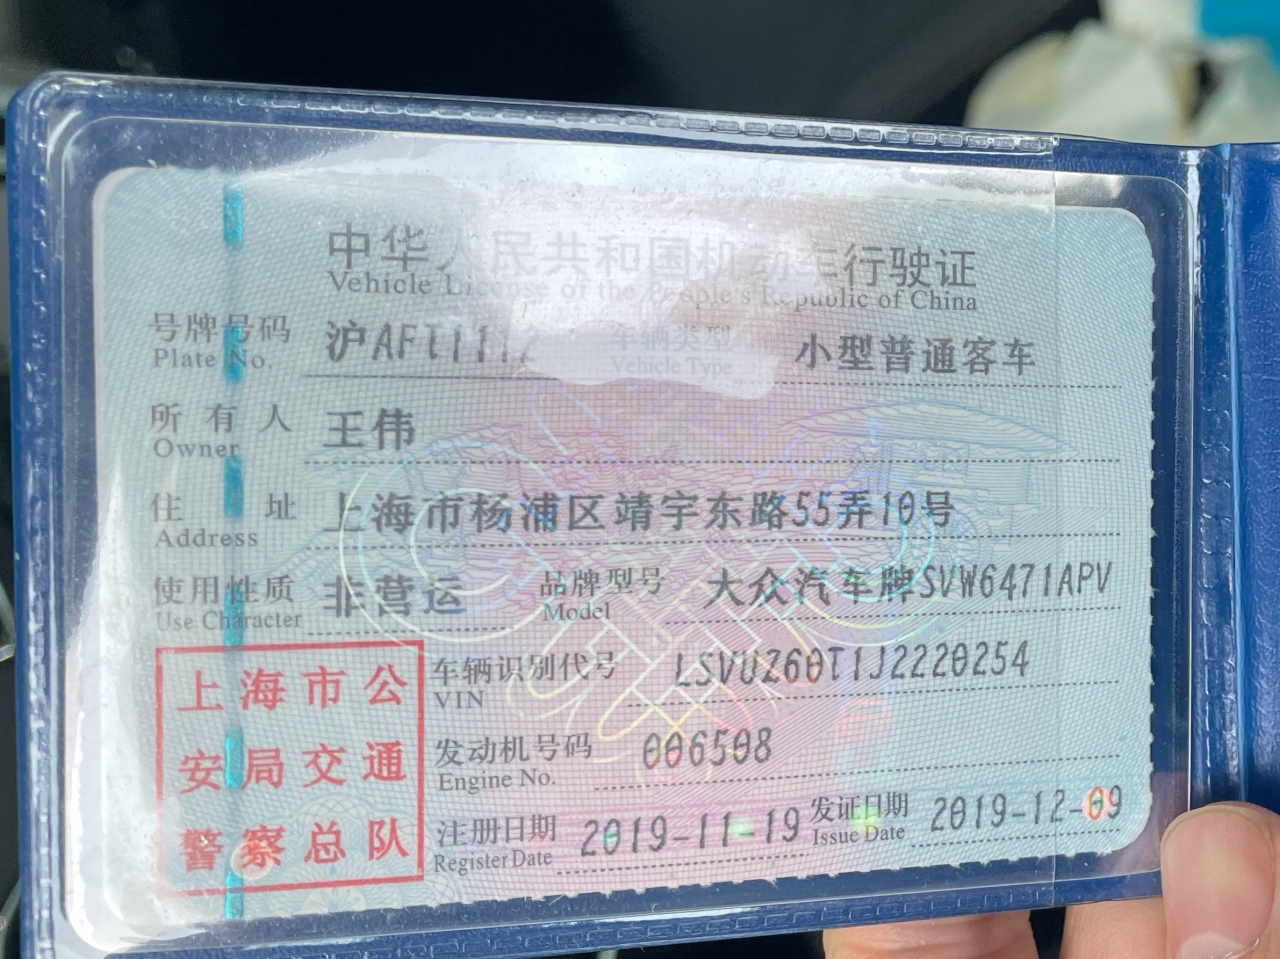 中华人民共和国机动车行驶证
Vehicle License of the People's Republic of China
号牌号码 车辆类型 小型普通客车
Plate No. Vehicle Type
所有人 王伟
Owner
住址 上海市杨浦区靖宇东路55弄10号
Address
使用性质 非营运 品牌型号 大众汽车牌SVW6471APV
Use Character Model
上海市公
安局交通
警察总队
车辆识别代号 LSVUZ60T1J2220254
VIN
发动机号码 006508
Engine No.
注册日期 2019-11-19 发证日期 2019-12-09
Register Date Issue Date